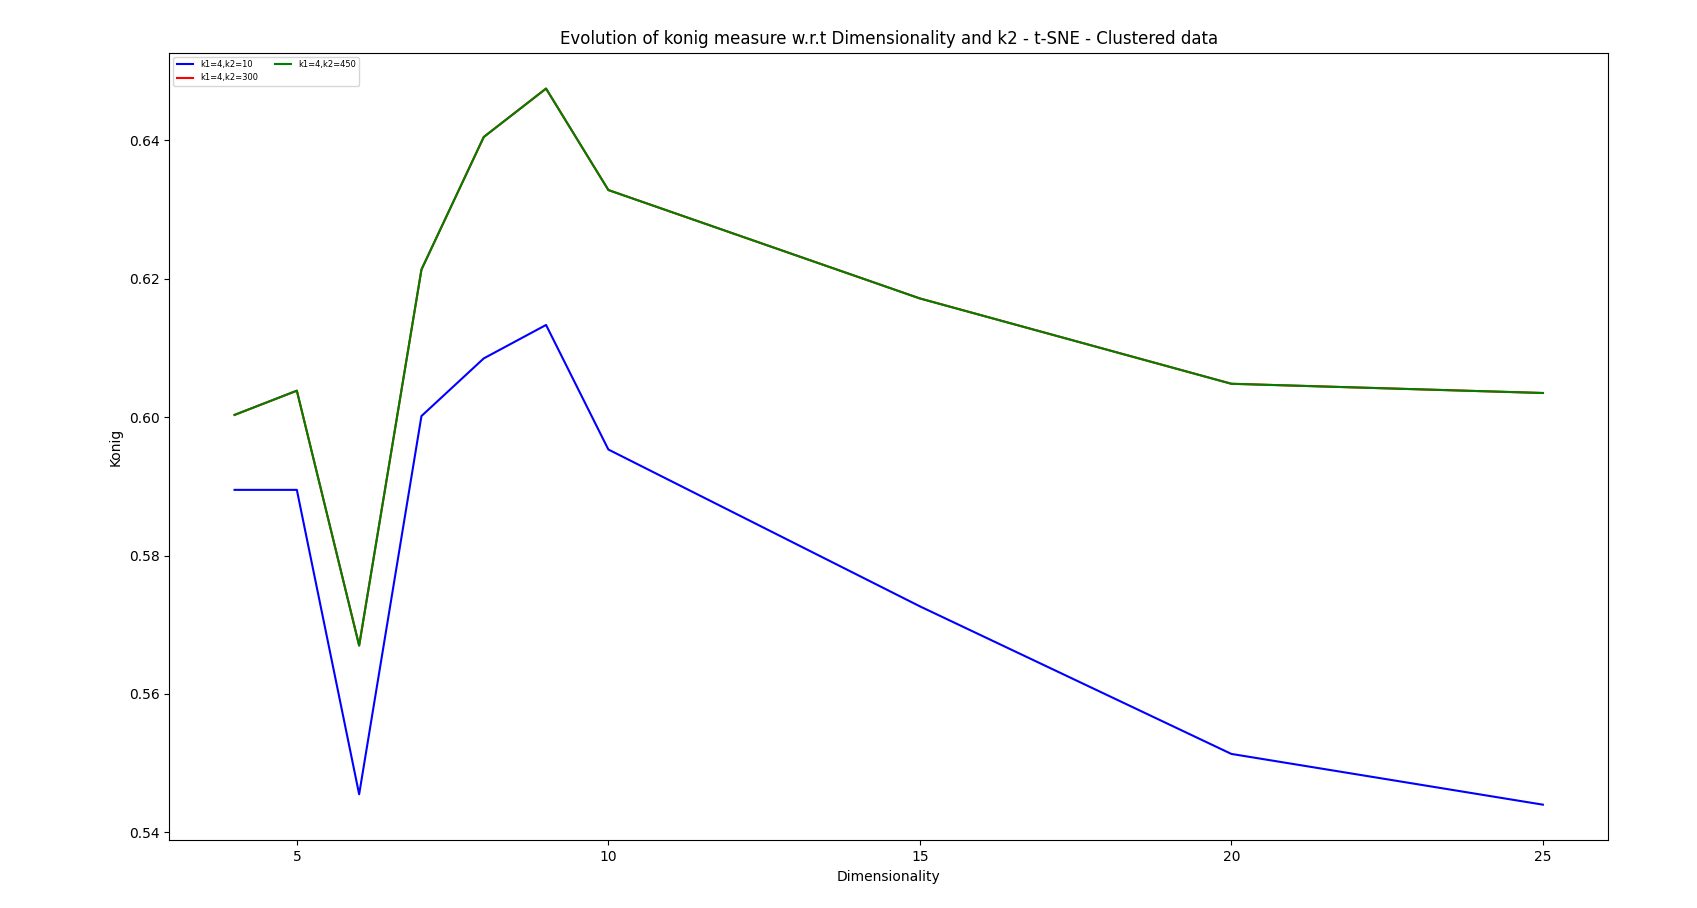 Evolution of konig measure w.r.t Dimensionality and k2 - t-SNE - Clustered data
k1=4,k2=10
k1=4,k2=300
k1=4,k2=450
0.64
0.62
0.60
0.58
0.56
0.54
Konig
5 10 15 20 25
Dimensionality